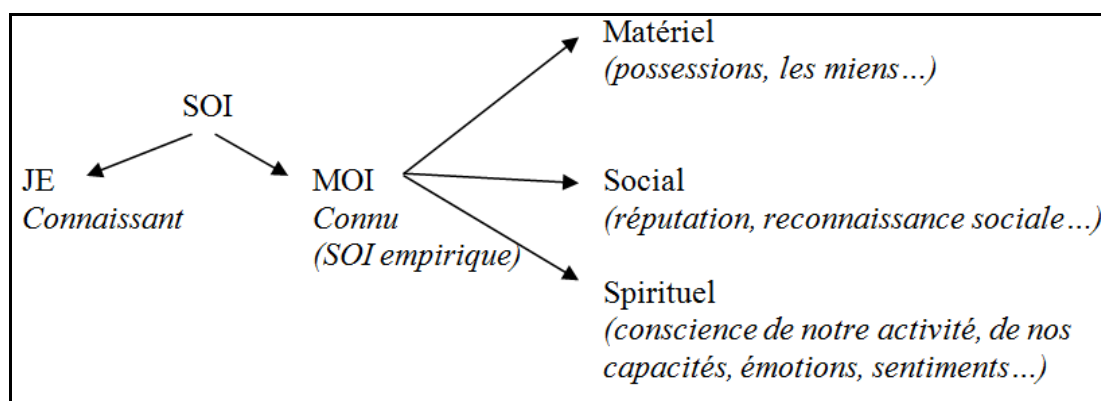 Matériel
(possessions, les miens…)
SOI
JE
Connaissant
MOI
Connu
(SOI empirique)
Social
(réputation, reconnaissance sociale…)
Spirituel
(conscience de notre activité, de nos
capacités, émotions, sentiments…)